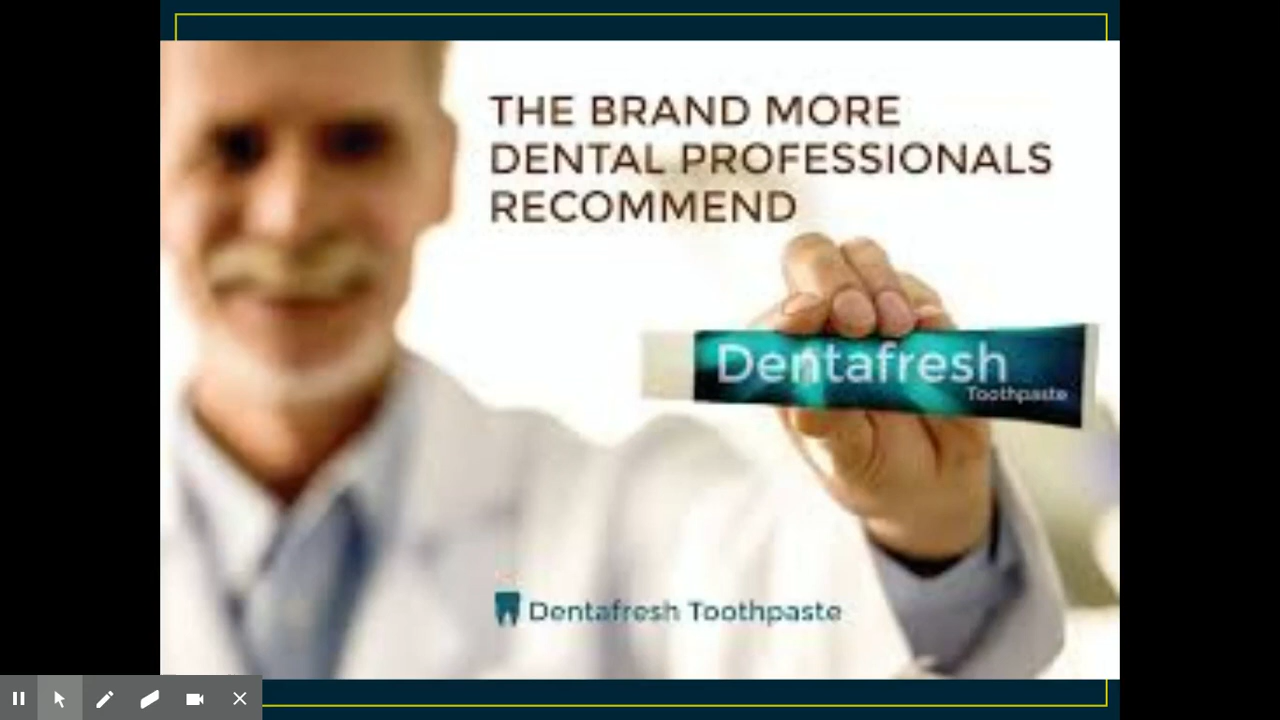 THE BRAND MORE
DENTAL PROFESSIONALS
RECOMMEND
Dentafresh
Toothpaste
Dentafresh Toothpaste